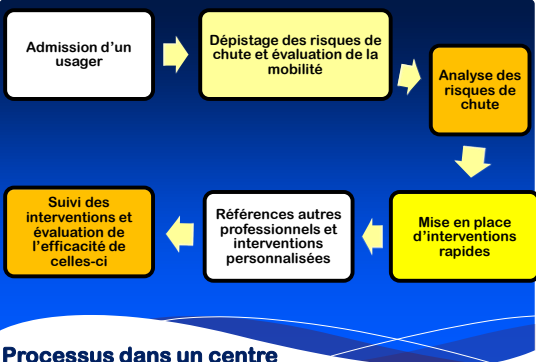 Admission d'un
usager
Dépistage des risques de
chute et évaluation de la
mobilité
Analyse des
risques de
chute
Mise en place
d'interventions
rapides
Références autres
professionnels et
interventions
personnalisées
Suivi des
interventions et
évaluation de
l'efficacité de
celles-ci
Processus dans un centre